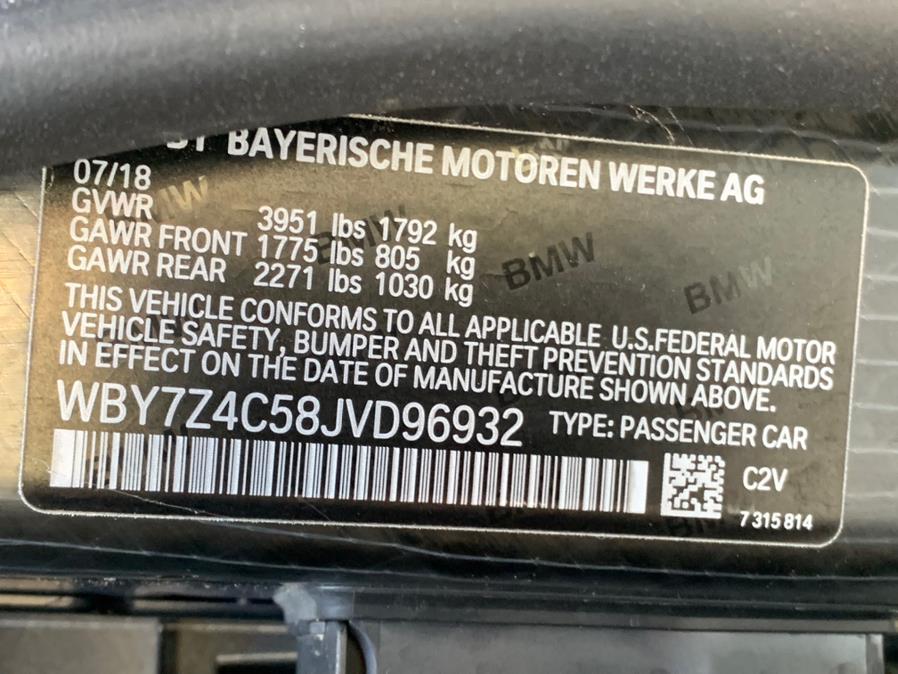 BY BAYERISCHE MOTOREN WERKE AG
07/18
GVWR 3951 lbs 1792 kg
GAWR FRONT 1775 lbs 805 kg
GAWR REAR 2271 lbs 1030 kg
THIS VEHICLE CONFORMS TO ALL APPLICABLE U.S.FEDERAL MOTOR
VEHICLE SAFETY, BUMPER AND THEFT PREVENTION STANDARDS
IN EFFECT ON THE DATE OF MANUFACTURE SHOWN ABOVE.
WBY7Z4C58JVD96932 TYPE: PASSENGER CAR
C2V
7 315 814
BMW
BMW
BMW
BMW